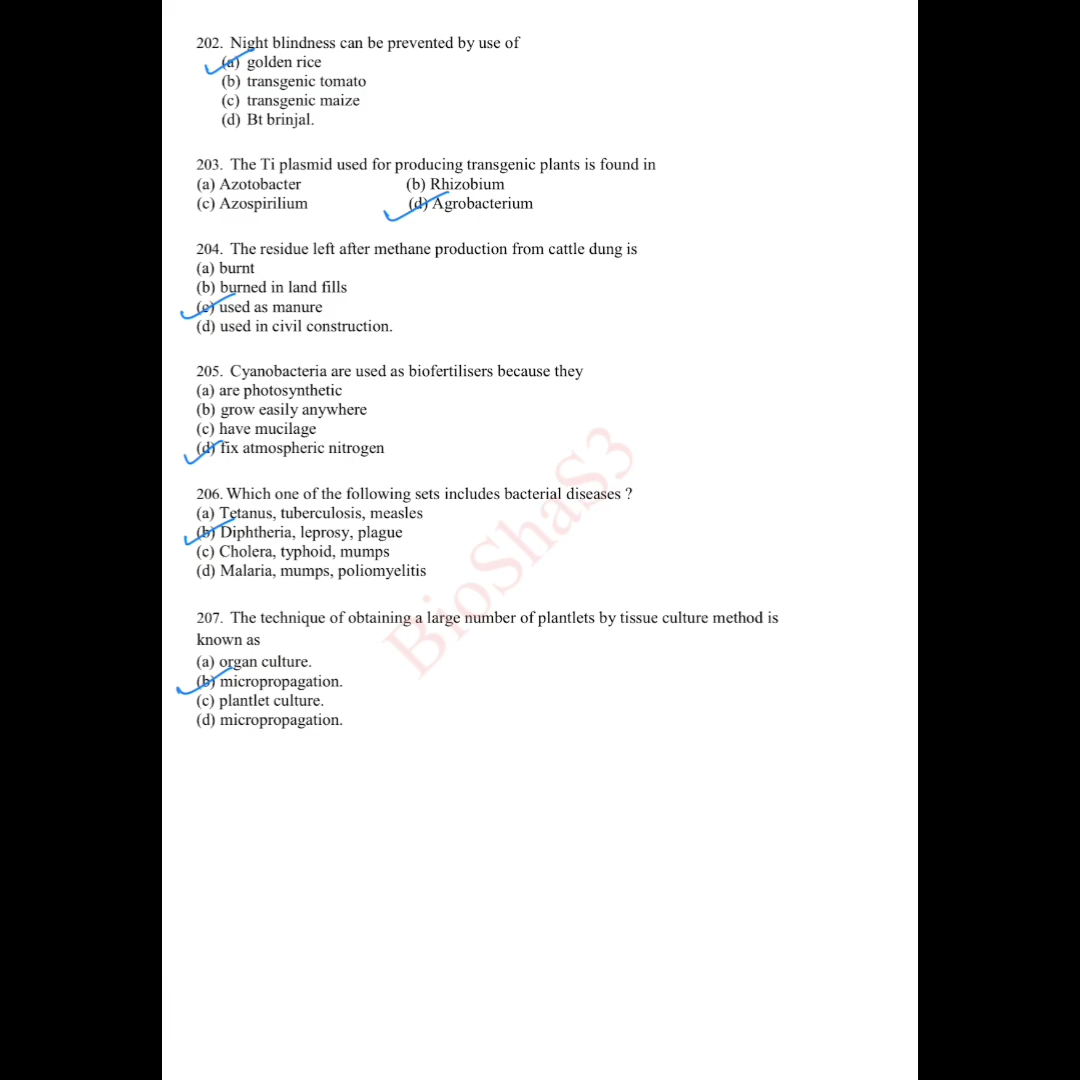 202. Night blindness can be prevented by use of
(a) golden rice
(b) transgenic tomato
(c) transgenic maize
(d) Bt brinjal.
203. The Ti plasmid used for producing transgenic plants is found in
(a) Azotobacter (b) Rhizobium
(c) Azospirilium (d) Agrobacterium
204. The residue left after methane production from cattle dung is
(a) burnt
(b) burned in land fills
(c) used as manure
(d) used in civil construction.
205. Cyanobacteria are used as biofertilisers because they
(a) are photosynthetic
(b) grow easily anywhere
(c) have mucilage
(d) fix atmospheric nitrogen
206. Which one of the following sets includes bacterial diseases ?
(a) Tetanus, tuberculosis, measles
(b) Diphtheria, leprosy, plague
(c) Cholera, typhoid, mumps
(d) Malaria, mumps, poliomyelitis
207. The technique of obtaining a large number of plantlets by tissue culture method is
known as
(a) organ culture.
(b) micropropagation.
(c) plantlet culture.
(d) micropropagation.
BioShaS3